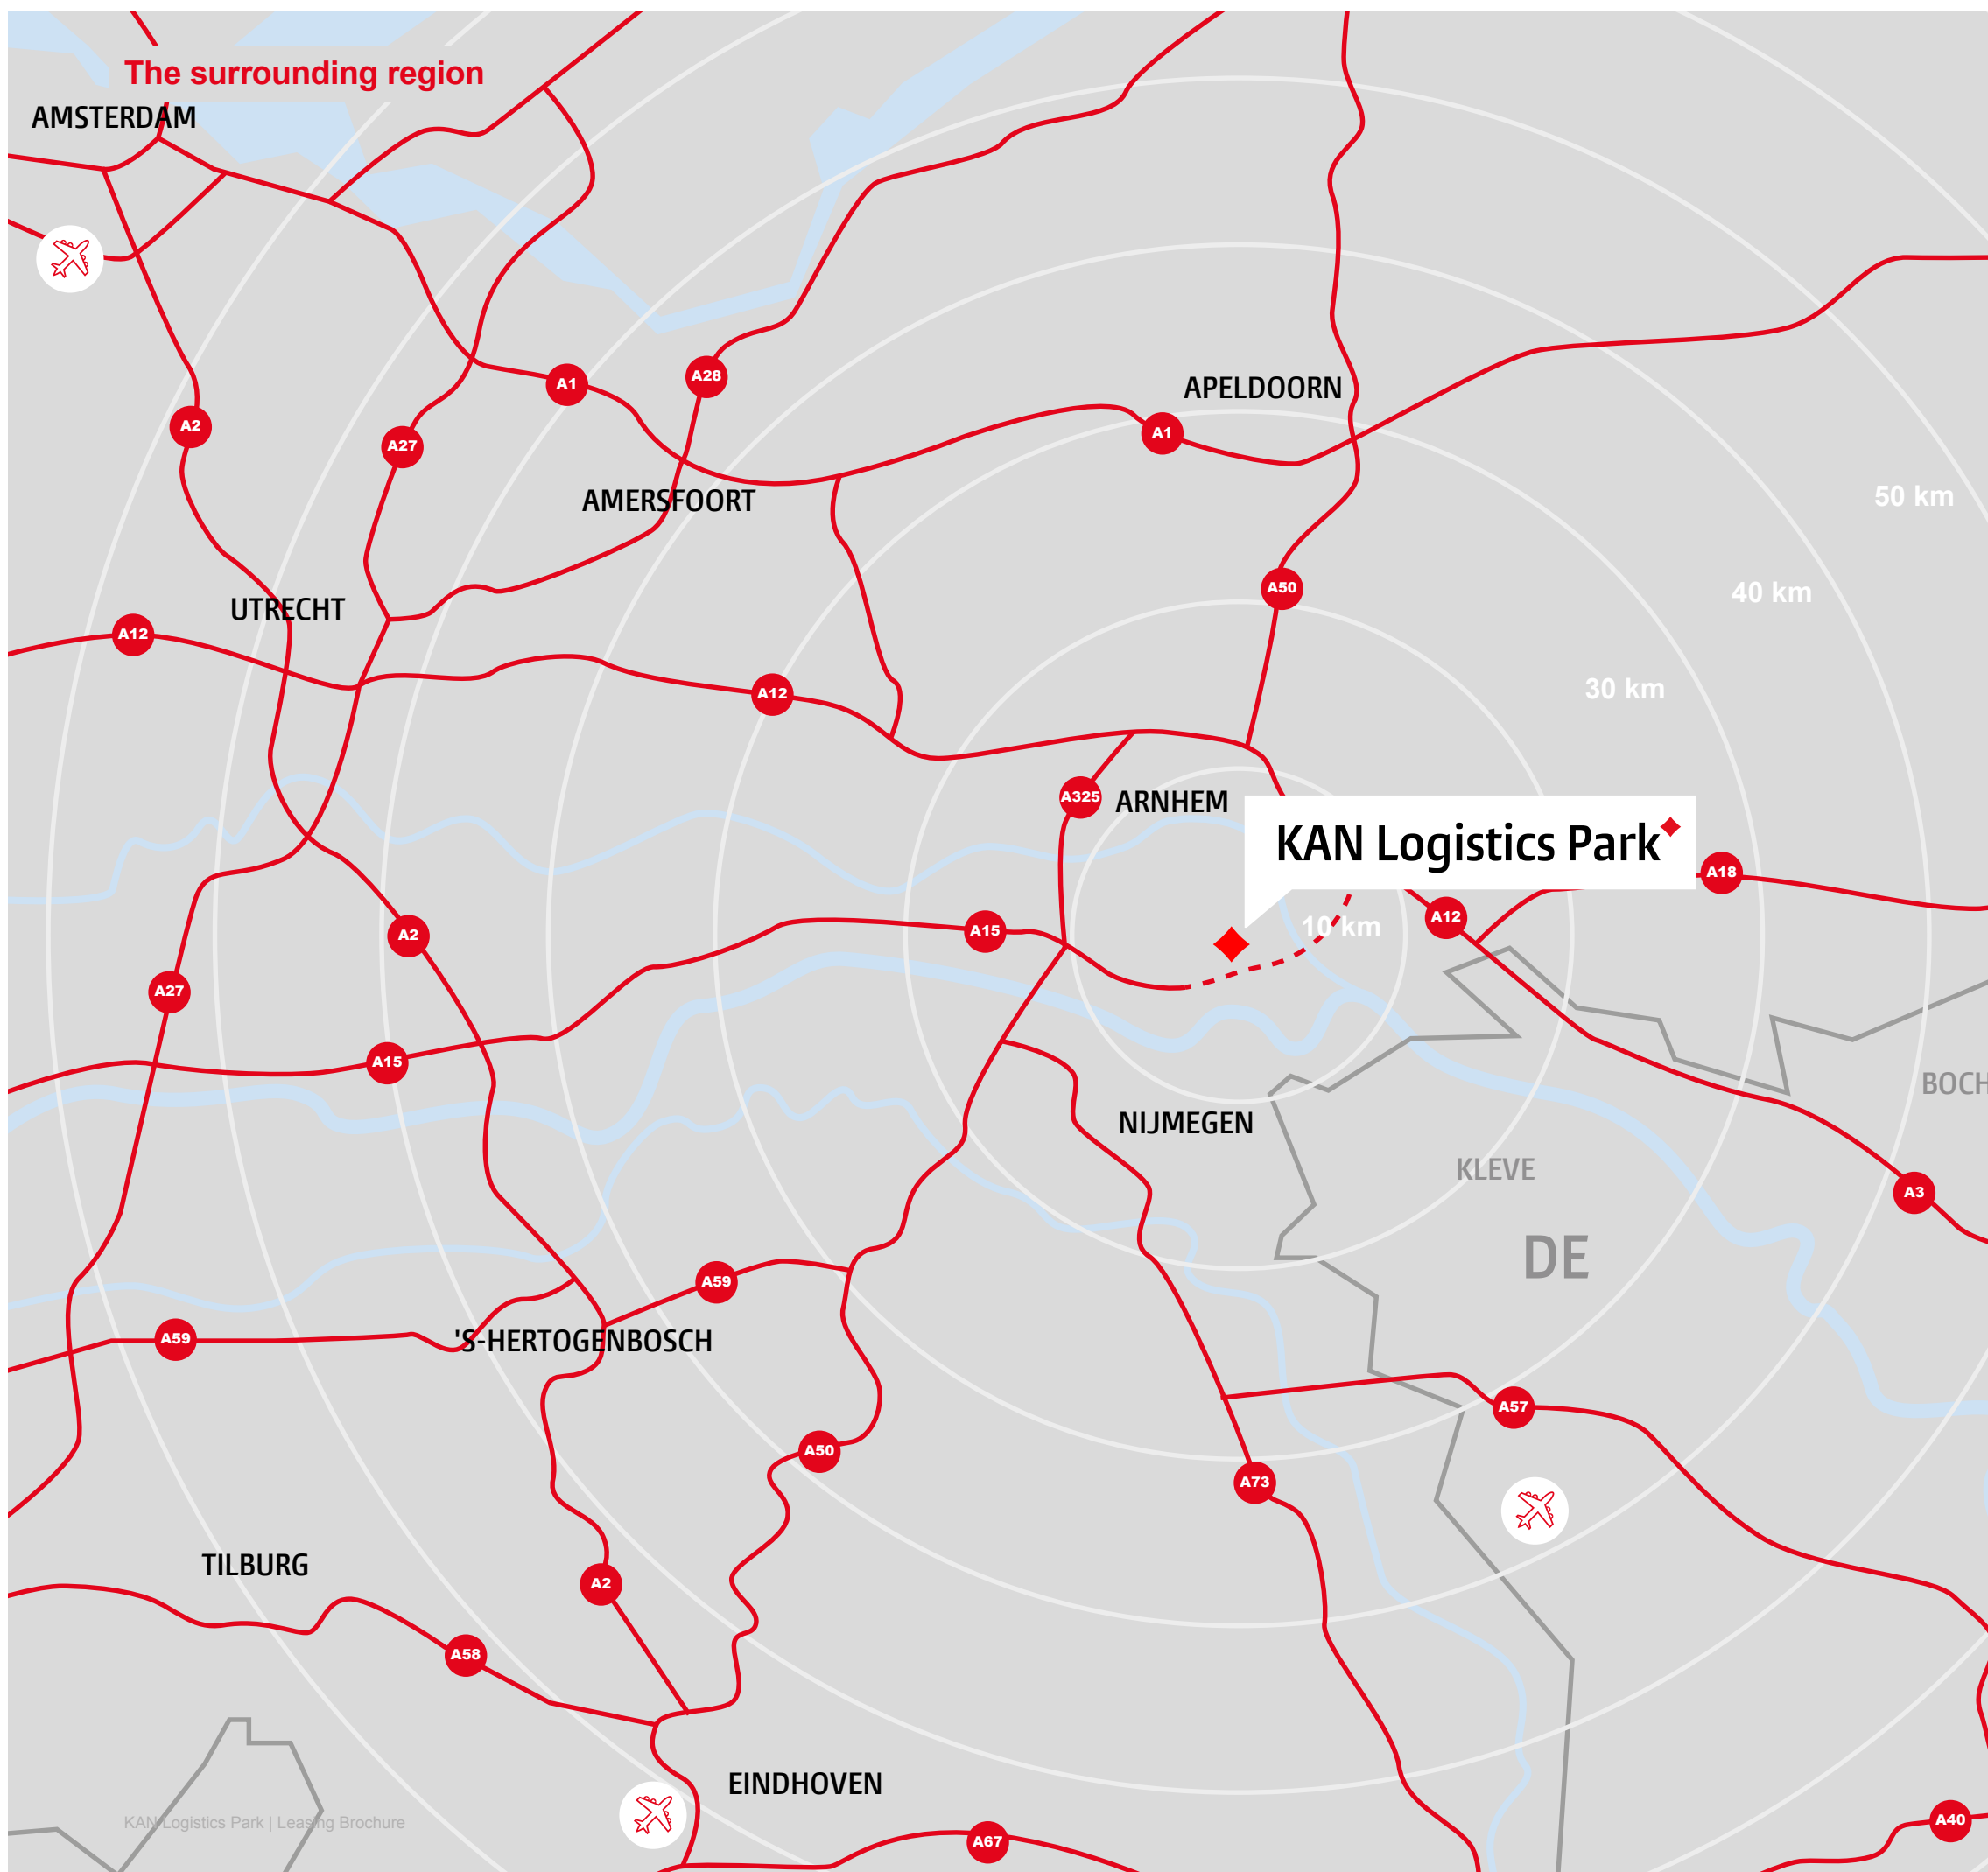 The surrounding region
AMSTERDAM
A1
A28
APELDOORN
A2
A27
A1
AMERSFOORT
50 km
A50
40 km
UTRECHT
A12
A12
30 km
A325
ARNHEM
KAN Logistics Park
A18
A12
A2
A15
10 km
A27
A15
BOCH
NIJMEGEN
KLEVE
A3
DE
A59
A59
'S-HERTOGENBOSCH
A57
A50
A73
TILBURG
A2
A58
EINDHOVEN
KAN Logistics Park | Leasing Brochure
A40
A67